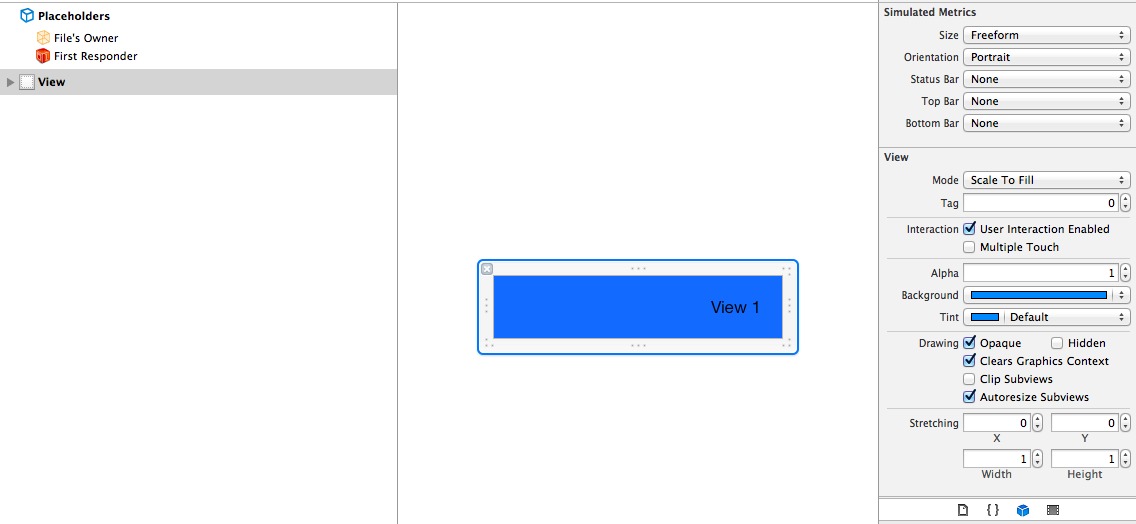 Placeholders
File's Owner
First Responder
View
View 1
Simulated Metrics
Size Freeform
Orientation Portrait
Status Bar None
Top Bar None
Bottom Bar None
View
Mode Scale To Fill
Tag 0
Interaction User Interaction Enabled
Multiple Touch
Alpha 1
Background
Tint Default
Drawing Opaque Hidden
Clears Graphics Context
Clip Subviews
Autoresize Subviews
Stretching 0 0
X Y
1 1
Width Height